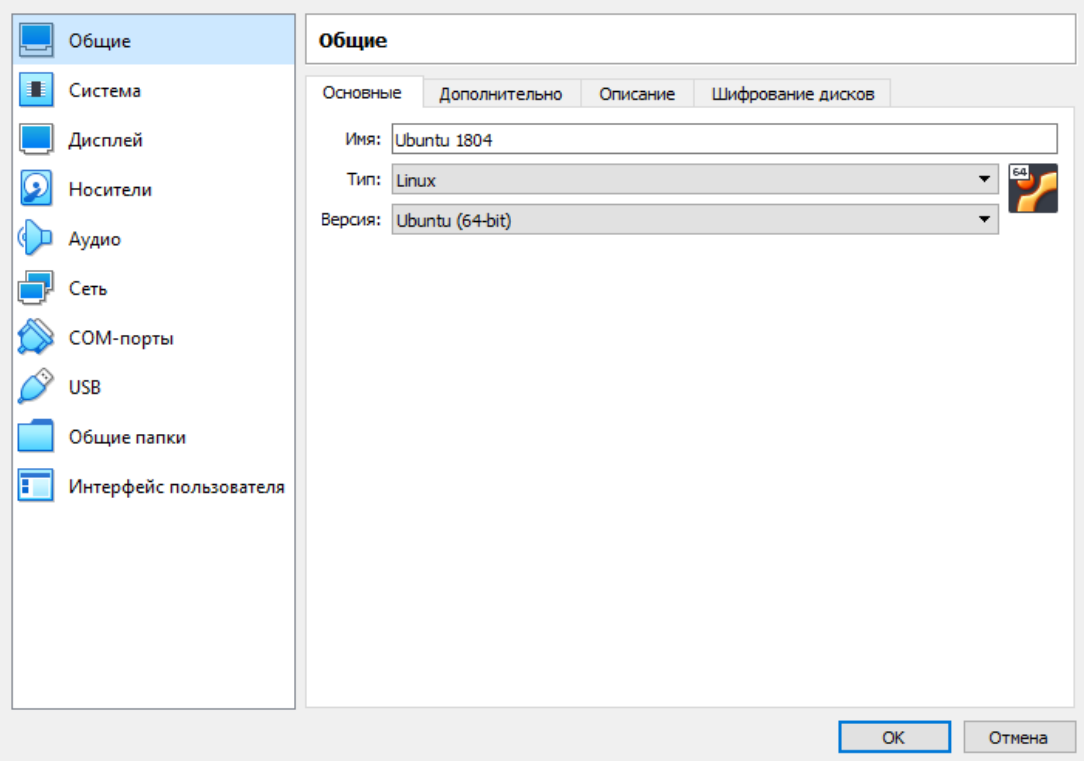 Общие
Система
Дисплей
Носители
Аудио
Сеть
COM-порты
USB
Общие папки
Интерфейс пользователя
Общие
Основные Дополнительно Описание Шифрование дисков
Имя: Ubuntu 1804
Тип: Linux
64
Версия: Ubuntu (64-bit)
OK Отмена